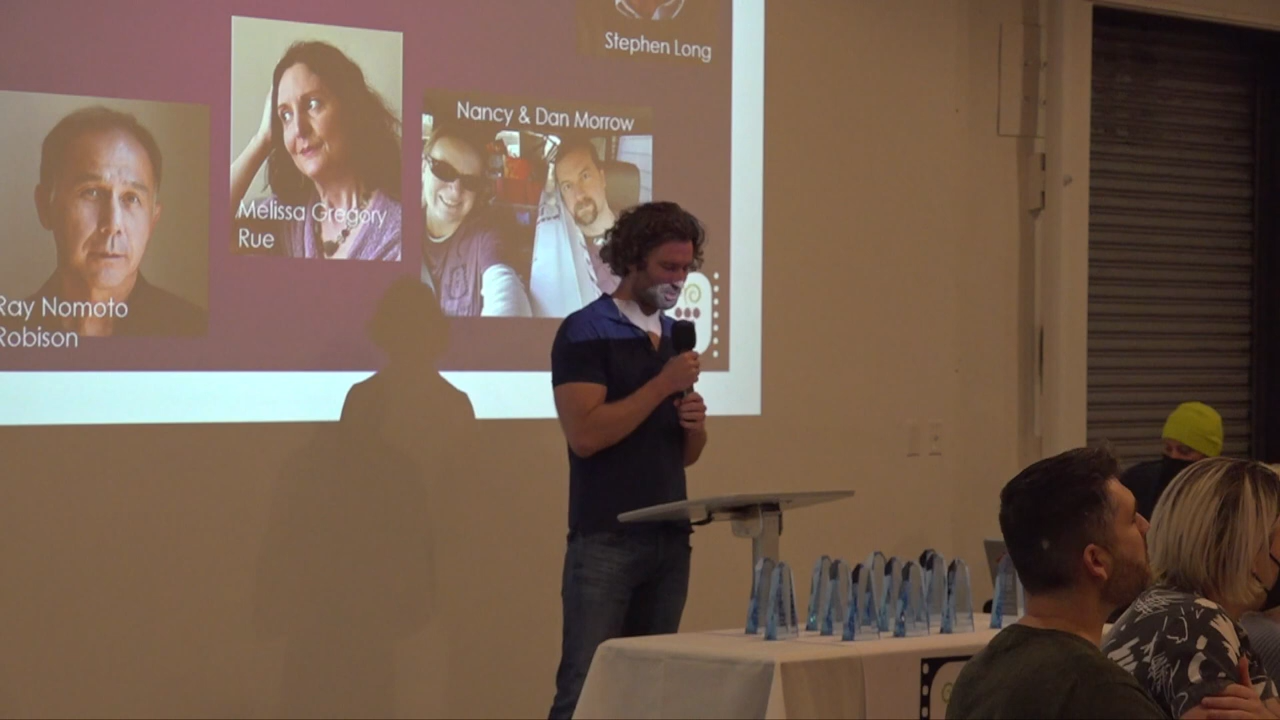 Stephen Long
Nancy & Dan Morrow
Melissa Gregory
Rue
Ray Nomoto
Robison